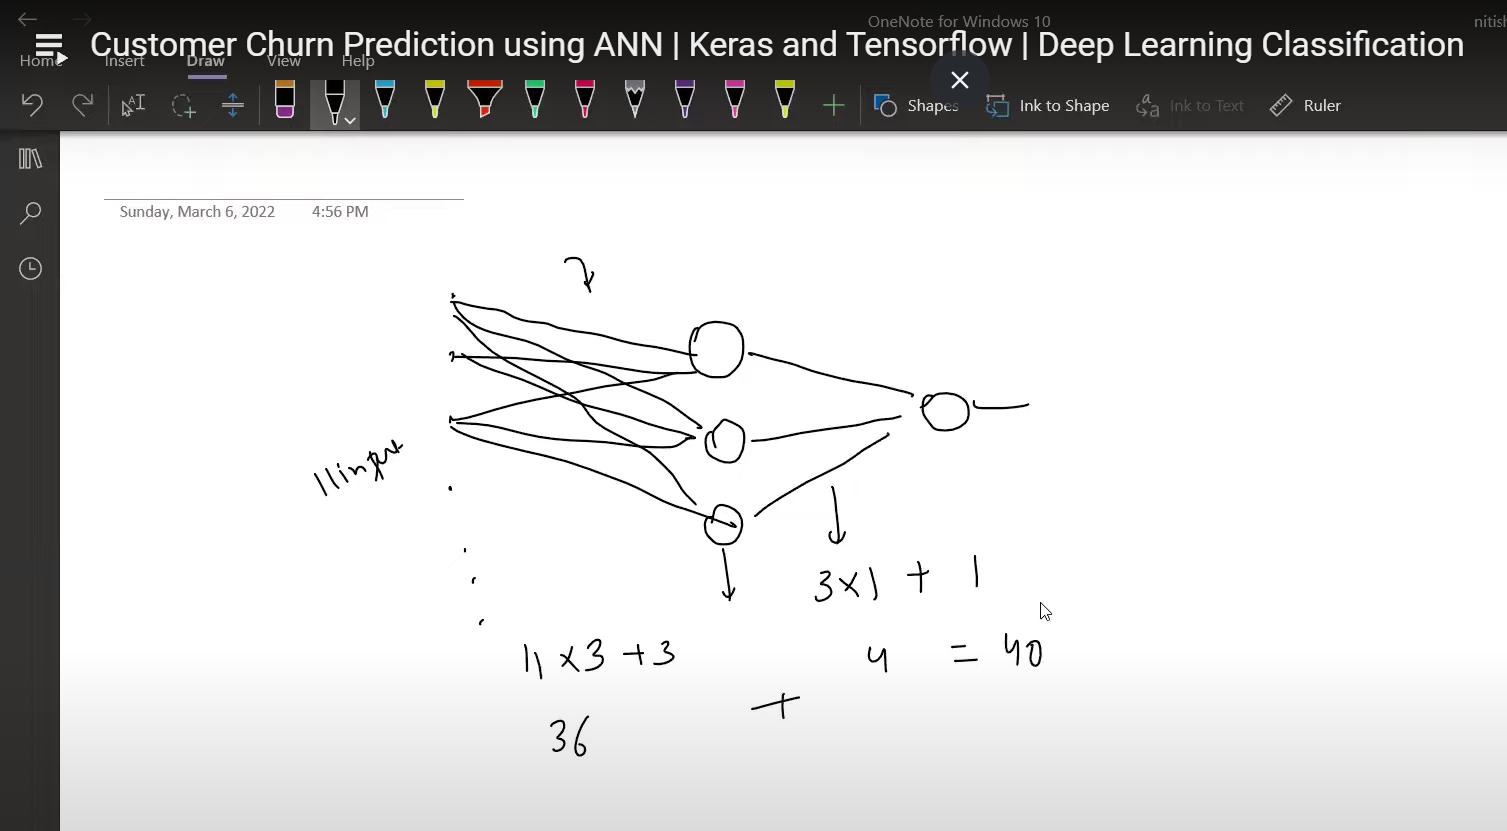 OneNote for Windows 10
nitish
Customer Churn Prediction using ANN | Keras and Tensorflow | Deep Learning Classification
Home Insert Draw View Help
Shapes Ink to Shape Ink to Text Ruler
Sunday, March 6, 2022 4:56 PM
11 input
3 x 1 + 1
11 x 3 + 3
4 = 40
+
36